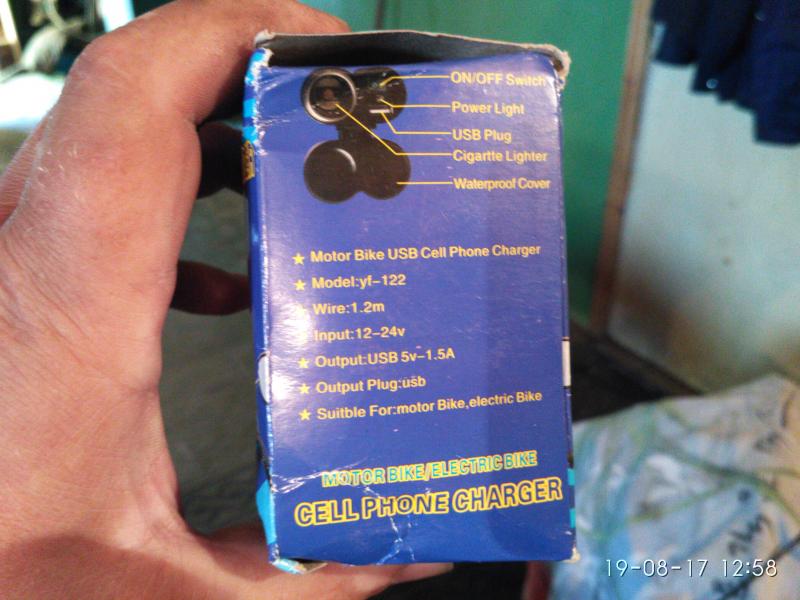 ON/OFF Switch
Power Light
USB Plug
Cigartte Lighter
Waterproof Cover
Motor Bike USB Cell Phone Charger
Model:yf-122
Wire:1.2m
Input:12-24v
Output:USB 5v-1.5A
Output Plug:usb
Suitble For:motor Bike,electric Bike
MOTOR BIKE/ELECTRIC BIKE
CELL PHONE CHARGER
19-08-17 12:58